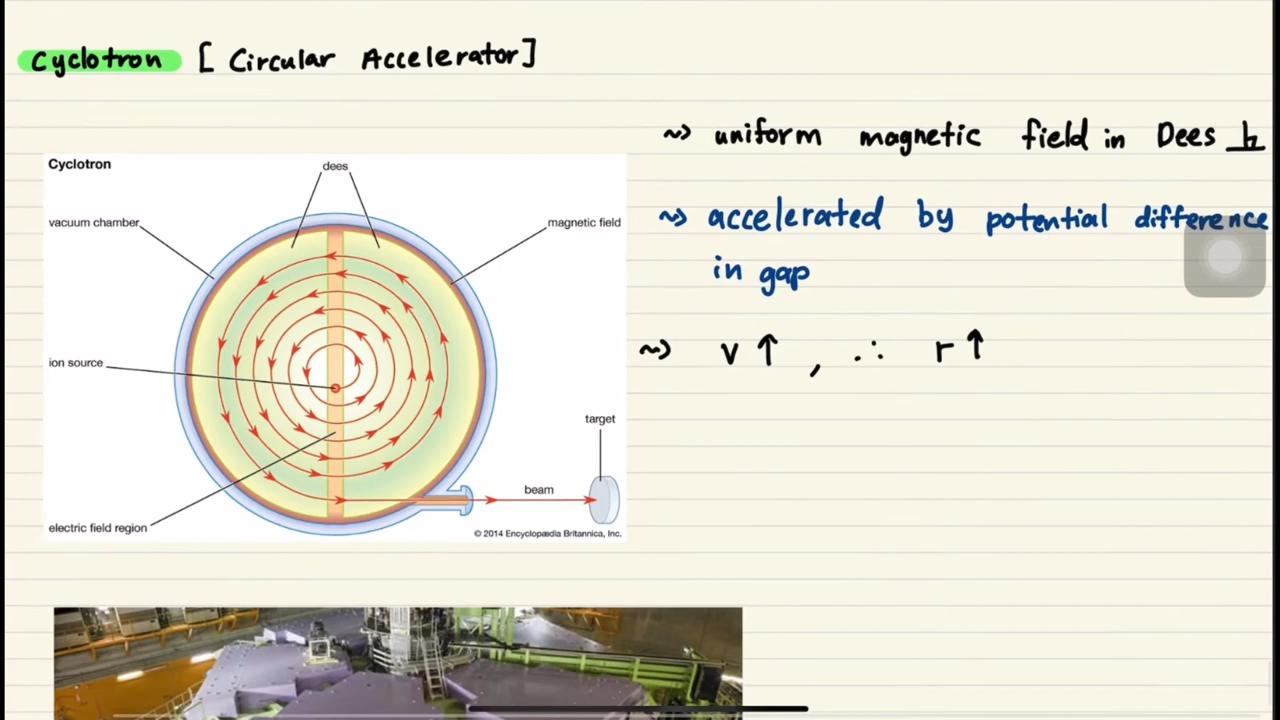 Cyclotron [Circular Accelerator]
⇝ uniform magnetic field in Dees
⇝ accelerated by potential difference
in gap
⇝ v↑, ∴ r↑
Cyclotron
dees
vacuum chamber
magnetic field
ion source
target
beam
electric field region
© 2014 Encyclopædia Britannica, Inc.